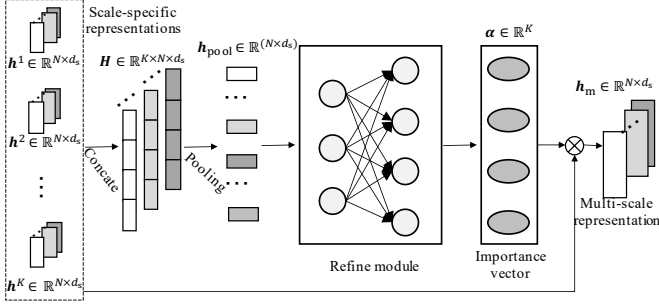 Scale-specific
representations
𝒉¹ ∈ ℝ^{N×d_s}
𝒉² ∈ ℝ^{N×d_s}
⋮
𝒉^K ∈ ℝ^{N×d_s}
Concate
𝑯 ∈ ℝ^{K×N×d_s}
Pooling
𝒉_pool ∈ ℝ^{(N×d_s)}
Refine module
𝜶 ∈ ℝ^K
Importance
vector
𝒉_m ∈ ℝ^{N×d_s}
Multi-scale
representation